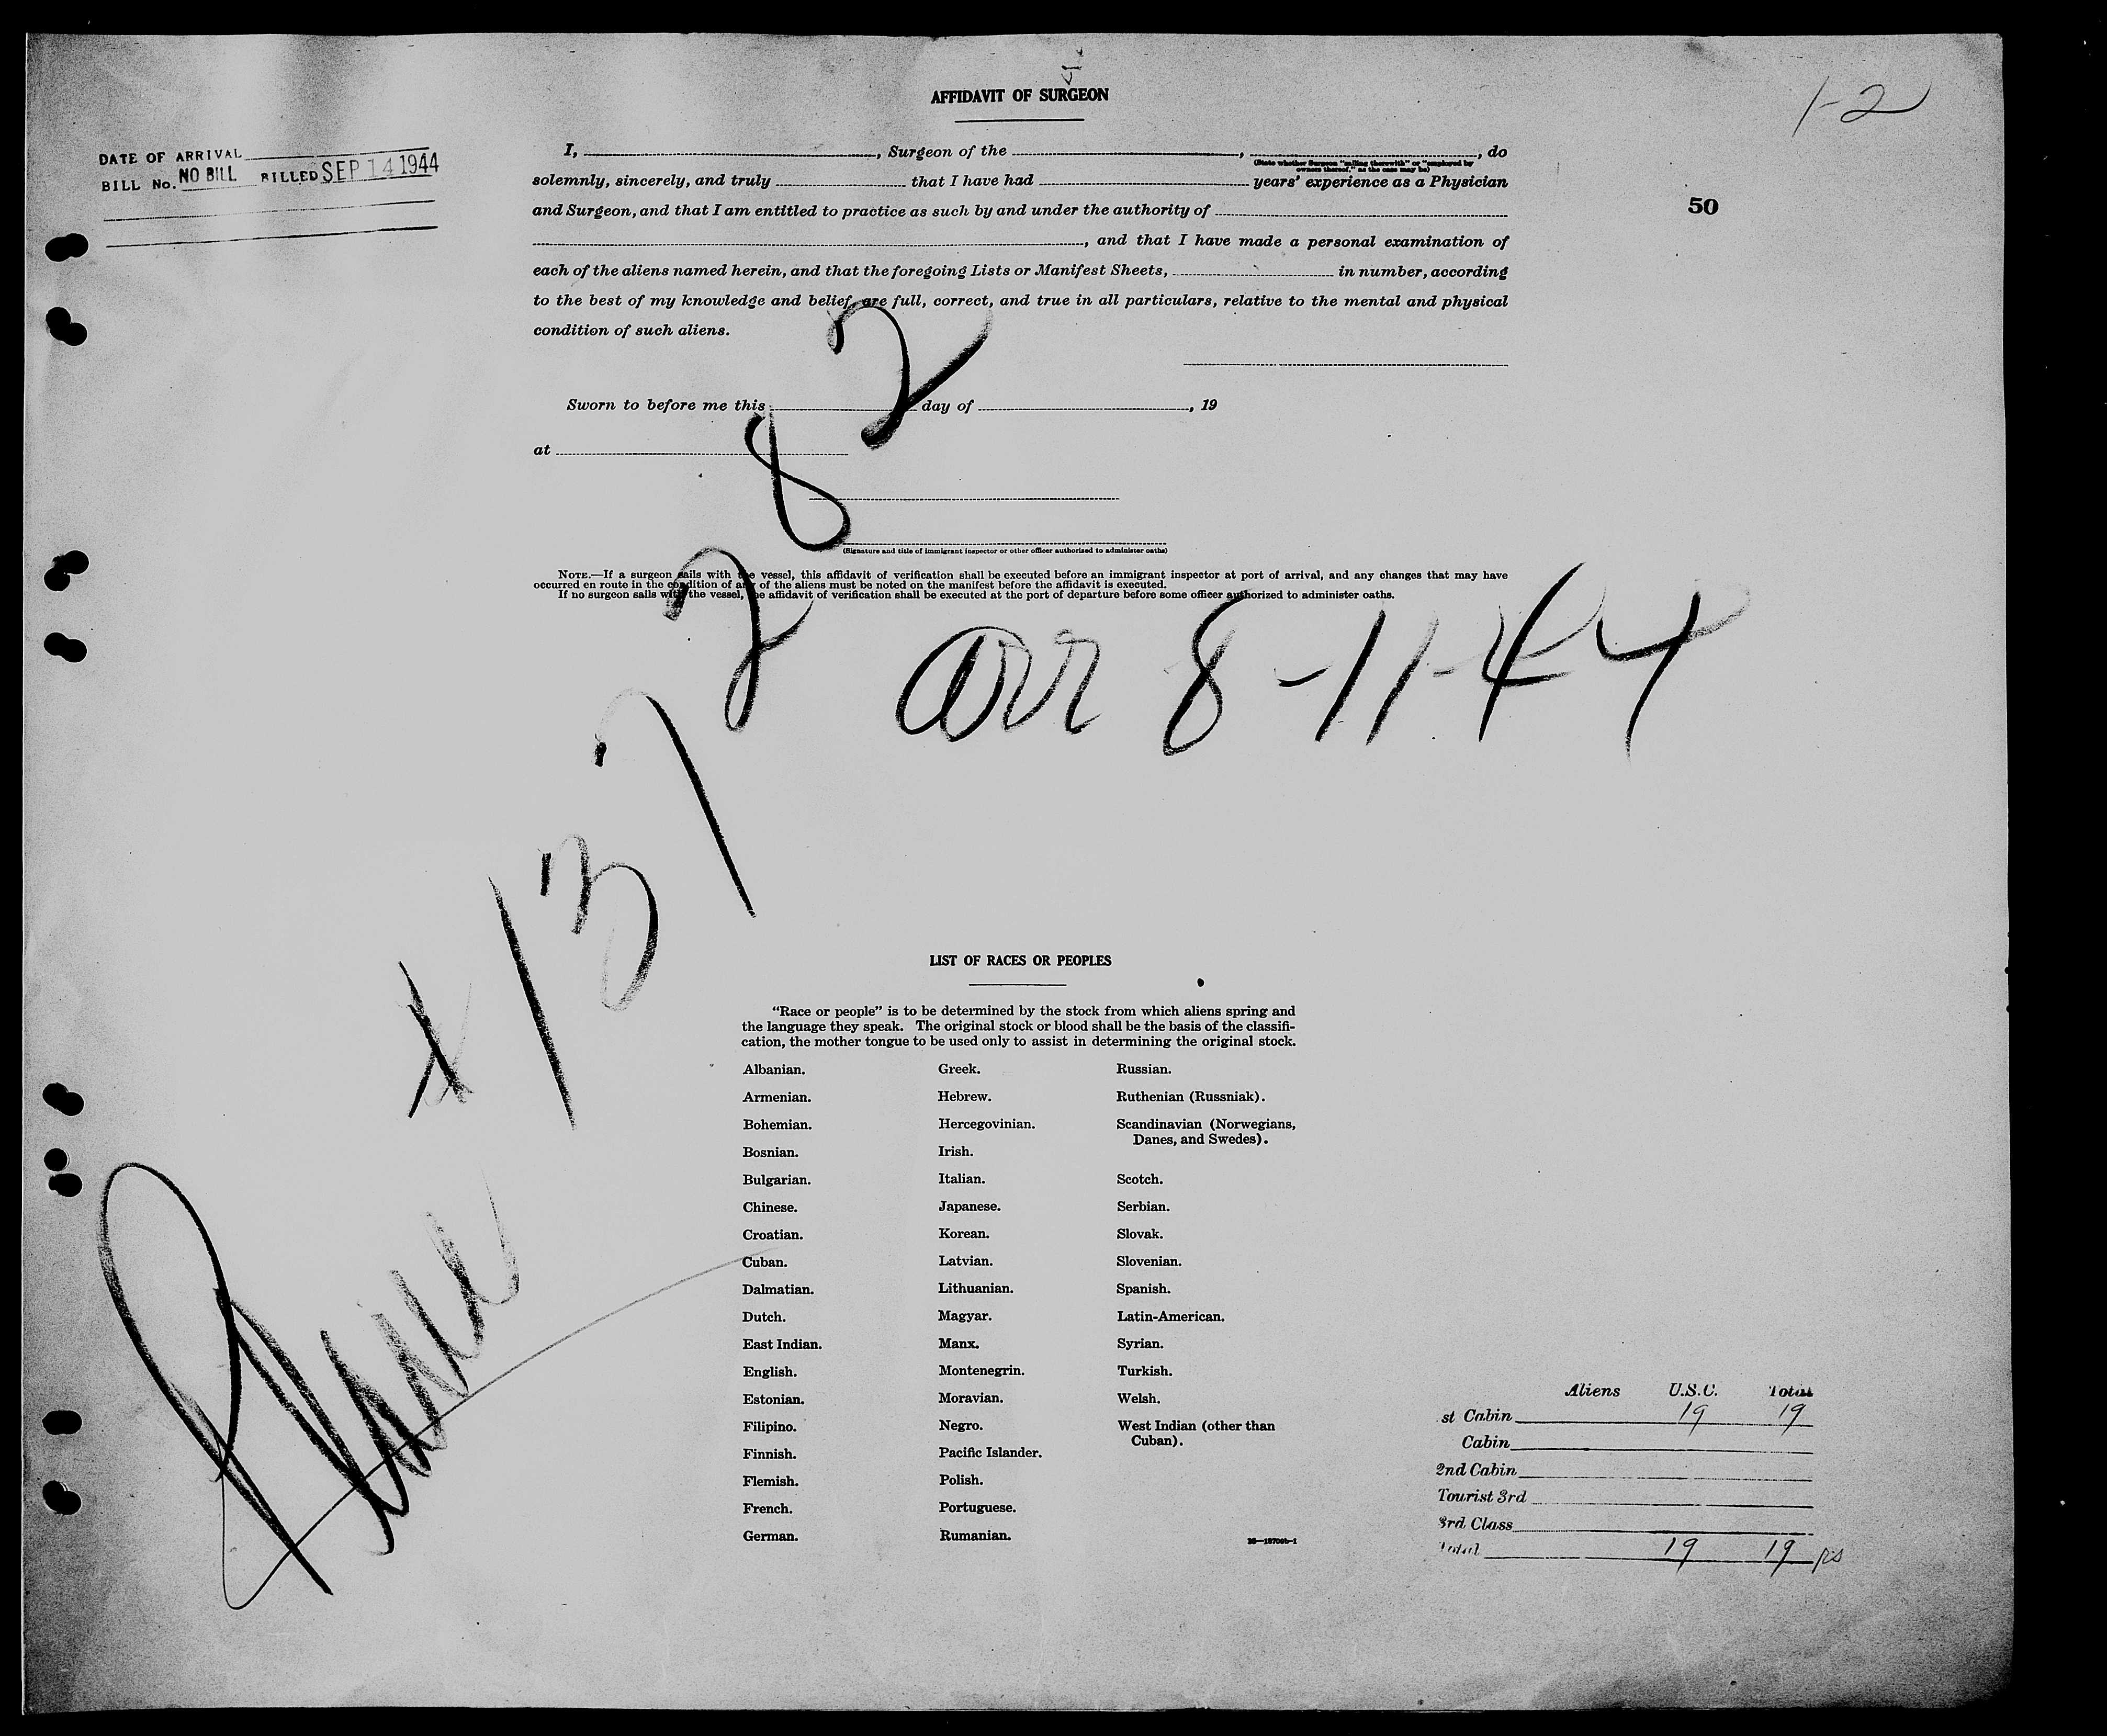 AFFIDAVIT OF SURGEON
1-2
DATE OF ARRIVAL
BILL No. NO BILL BILLED SEP 14 1944
I, , Surgeon of the , , do
(State whether Surgeon "sailing therewith" or "employed by
owners thereof," as the case may be)
solemnly, sincerely, and truly that I have had years' experience as a Physician
50
and Surgeon, and that I am entitled to practice as such by and under the authority of
, and that I have made a personal examination of
each of the aliens named herein, and that the foregoing Lists or Manifest Sheets, in number, according
to the best of my knowledge and belief, are full, correct, and true in all particulars, relative to the mental and physical
condition of such aliens.
Sworn to before me this day of , 19
at
(Signature and title of immigrant inspector or other officer authorized to administer oaths)
NOTE.—If a surgeon sails with the vessel, this affidavit of verification shall be executed before an immigrant inspector at port of arrival, and any changes that may have
occurred en route in the condition of any of the aliens must be noted on the manifest before the affidavit is executed.
If no surgeon sails with the vessel, the affidavit of verification shall be executed at the port of departure before some officer authorized to administer oaths.
arr 8-11-44
Plane # 137282
LIST OF RACES OR PEOPLES
"Race or people" is to be determined by the stock from which aliens spring and
the language they speak. The original stock or blood shall be the basis of the classifi-
cation, the mother tongue to be used only to assist in determining the original stock.
Albanian. Greek. Russian.
Armenian. Hebrew. Ruthenian (Russniak).
Bohemian. Hercegovinian. Scandinavian (Norwegians,
Danes, and Swedes).
Bosnian. Irish.
Bulgarian. Italian. Scotch.
Chinese. Japanese. Serbian.
Croatian. Korean. Slovak.
Cuban. Latvian. Slovenian.
Dalmatian. Lithuanian. Spanish.
Dutch. Magyar. Latin-American.
East Indian. Manx. Syrian.
English. Montenegrin. Turkish.
Estonian. Moravian. Welsh.
Filipino. Negro. West Indian (other than
Cuban).
Finnish. Pacific Islander.
Flemish. Polish.
French. Portuguese.
German. Rumanian.
Aliens U.S.C. Total
st Cabin 19 19
Cabin
2nd Cabin
Tourist 3rd
3rd Class
Total 19 19